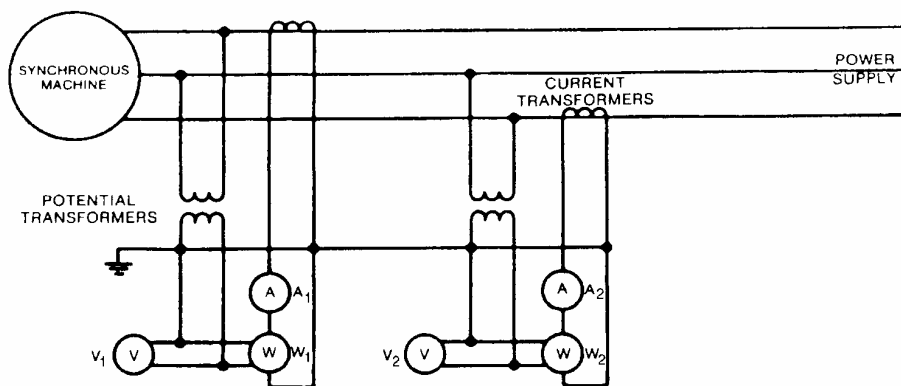 SYNCHRONOUS
MACHINE
POWER
SUPPLY
CURRENT
TRANSFORMERS
POTENTIAL
TRANSFORMERS
A A1
A A2
V1 V
W W1
V2 V
W W2